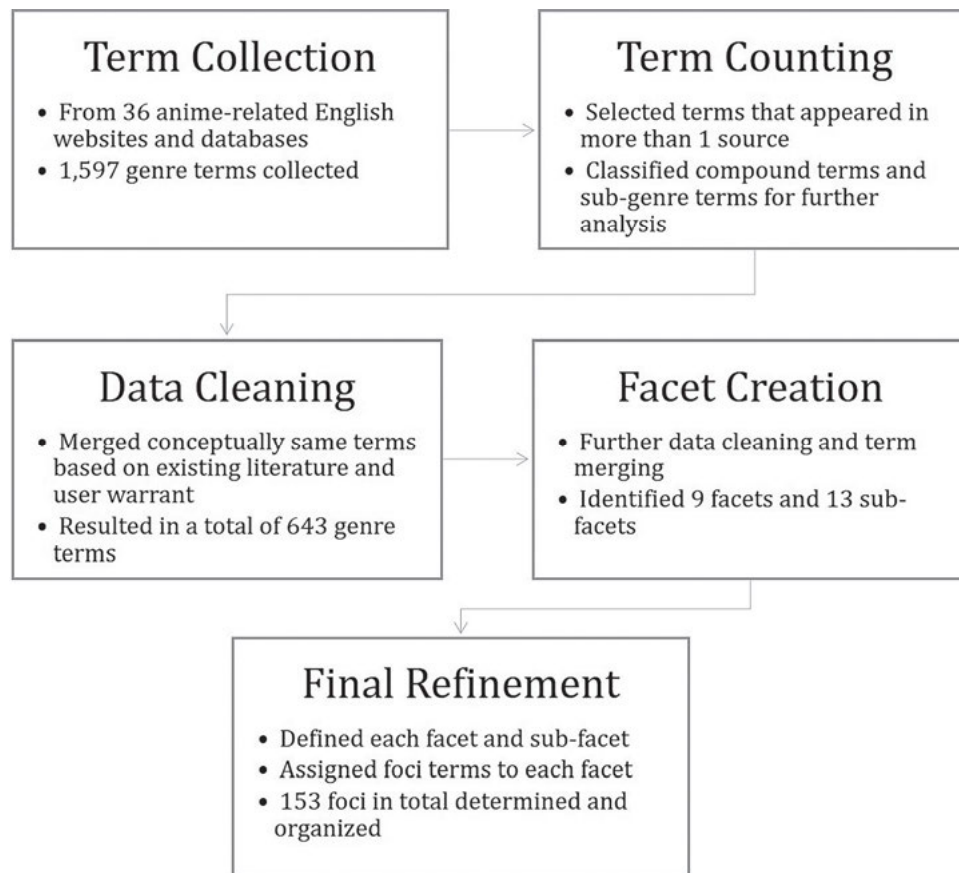 Term Collection
• From 36 anime-related English
websites and databases
• 1,597 genre terms collected
Term Counting
• Selected terms that appeared in
more than 1 source
• Classified compound terms and
sub-genre terms for further
analysis
Data Cleaning
• Merged conceptually same terms
based on existing literature and
user warrant
• Resulted in a total of 643 genre
terms
Facet Creation
• Further data cleaning and term
merging
• Identified 9 facets and 13 sub-
facets
Final Refinement
• Defined each facet and sub-facet
• Assigned foci terms to each facet
• 153 foci in total determined and
organized